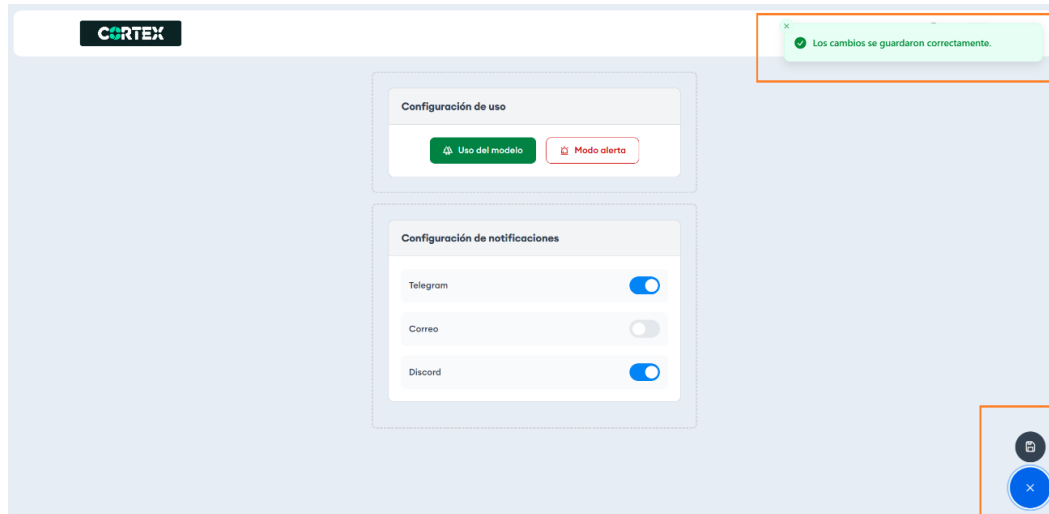 CORTEX
Los cambios se guardaron correctamente.
Configuración de uso
Uso del modelo
Modo alerta
Configuración de notificaciones
Telegram
Correo
Discord